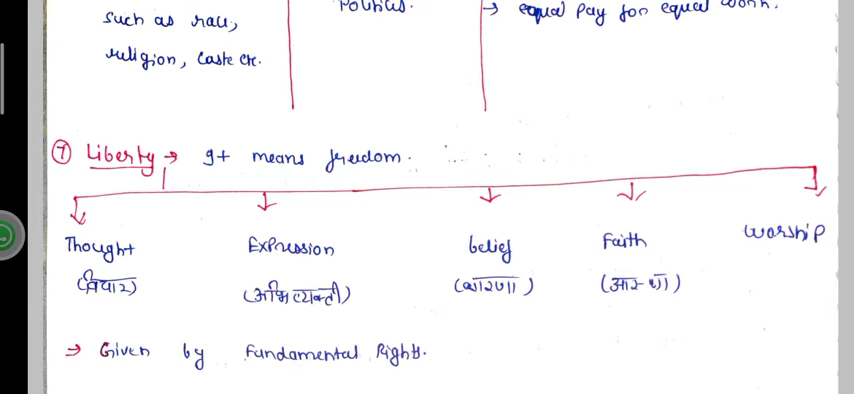 such as race,
religion, Caste etc.
Politics.
→ equal pay for equal work.
⑦ Liberty → It means freedom.
Thought Expression belief Faith Worship
(विचार) (अभिव्यक्ती) (धारणा) (आस्था)
⇒ Given by Fundamental Rights.